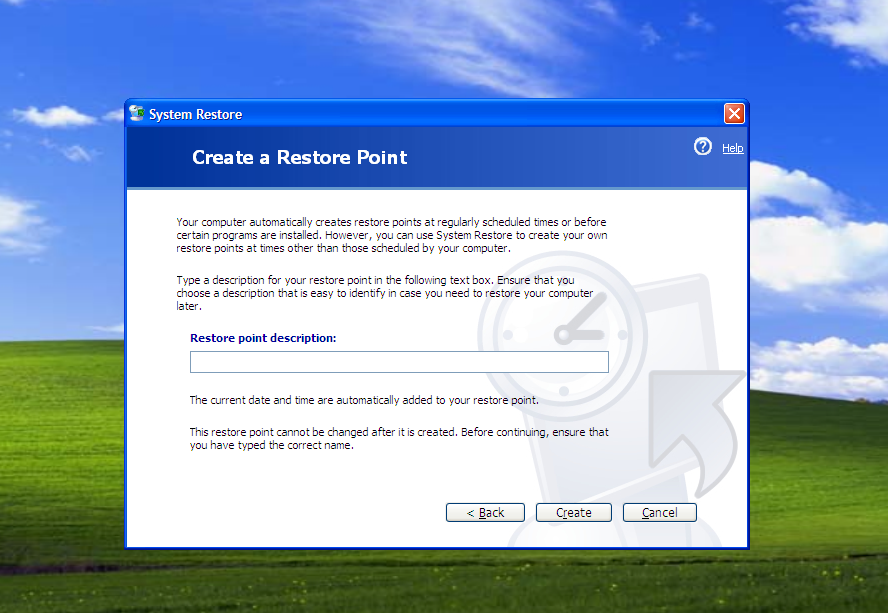 System Restore
Create a Restore Point
Help
Your computer automatically creates restore points at regularly scheduled times or before
certain programs are installed. However, you can use System Restore to create your own
restore points at times other than those scheduled by your computer.
Type a description for your restore point in the following text box. Ensure that you
choose a description that is easy to identify in case you need to restore your computer
later.
Restore point description:
The current date and time are automatically added to your restore point.
This restore point cannot be changed after it is created. Before continuing, ensure that
you have typed the correct name.
< Back
Create
Cancel